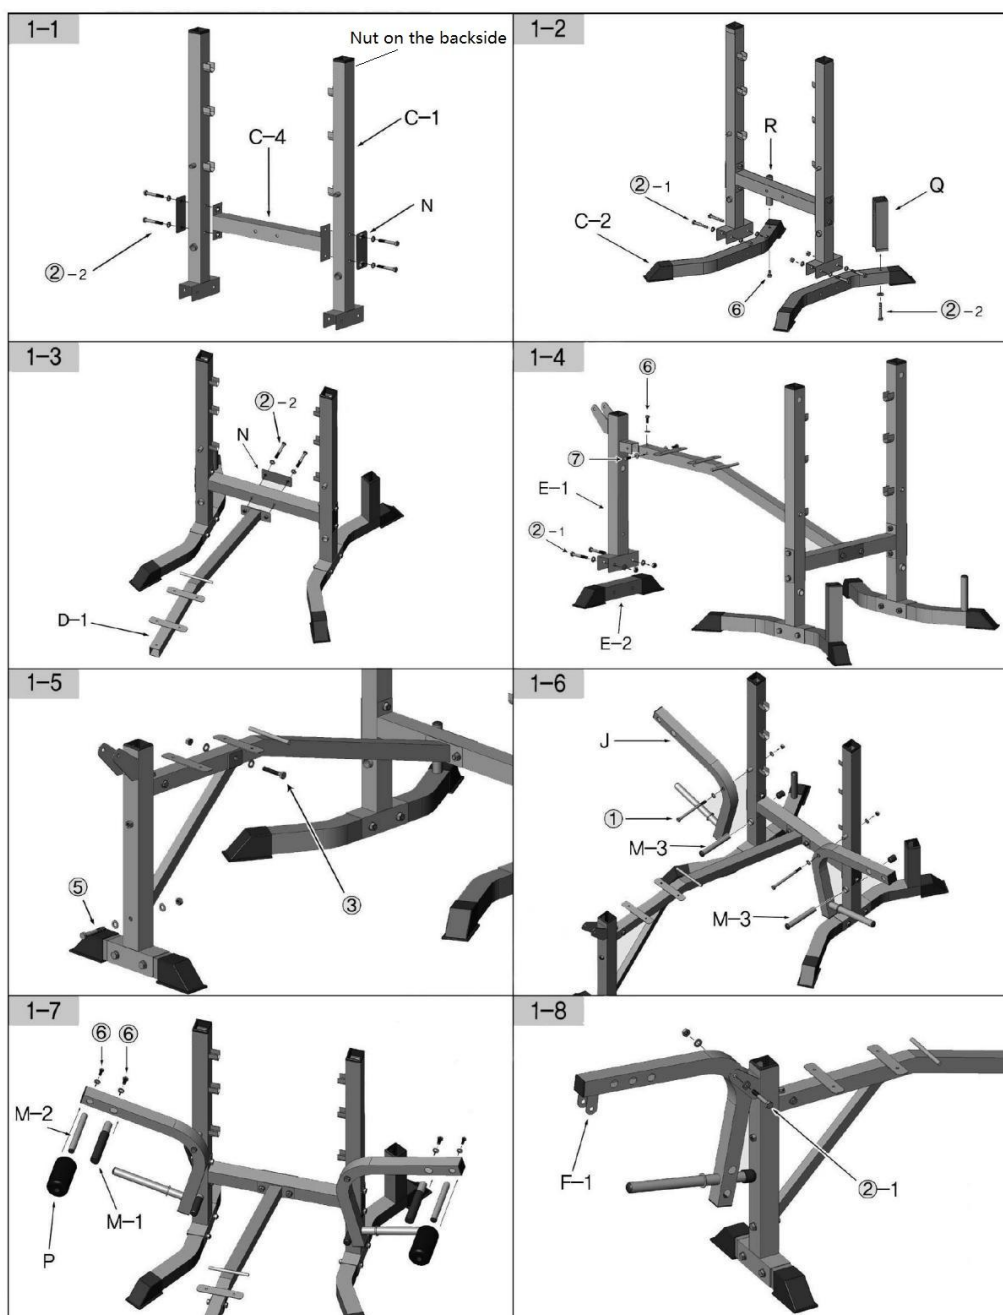 1-1
Nut on the backside
C-4
C-1
N
②-2
1-2
R
②-1
Q
C-2
⑥
②-2
1-3
②-2
N
D-1
1-4
⑥
⑦
E-1
②-1
E-2
1-5
③
⑤
1-6
J
①
M-3
M-3
1-7
⑥ ⑥
M-2
M-1
P
1-8
F-1
②-1